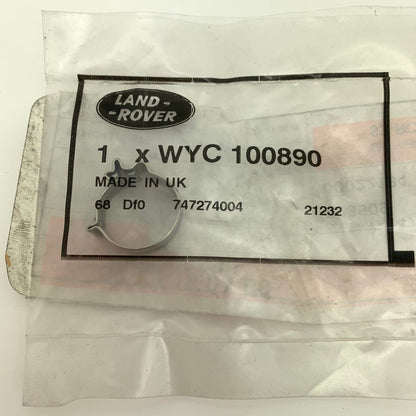 LAND-
-ROVER
1 x WYC 100890
MADE IN UK
68 Df0 747274004 21232